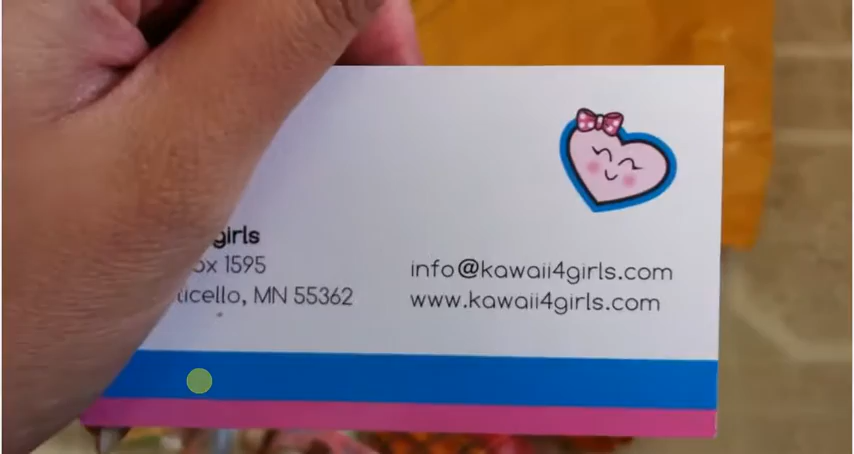 girls
ox 1595
ticello, MN 55362
info@kawaii4girls.com
www.kawaii4girls.com